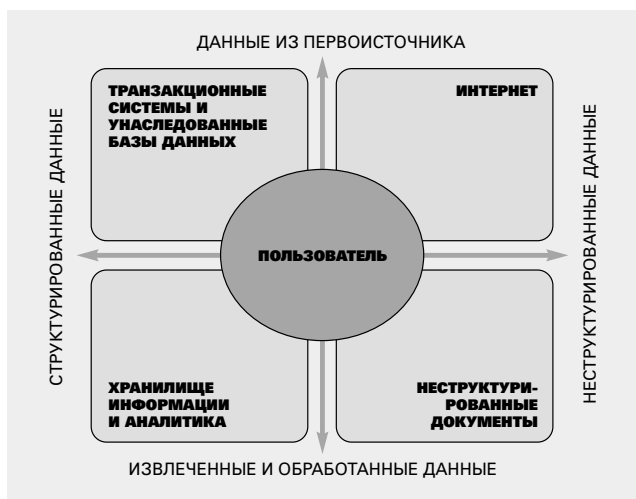 ДАННЫЕ ИЗ ПЕРВОИСТОЧНИКА
ТРАНЗАКЦИОННЫЕ
СИСТЕМЫ И
УНАСЛЕДОВАННЫЕ
БАЗЫ ДАННЫХ
ИНТЕРНЕТ
СТРУКТУРИРОВАННЫЕ ДАННЫЕ
ПОЛЬЗОВАТЕЛЬ
НЕСТРУКТУРИРОВАННЫЕ ДАННЫЕ
ХРАНИЛИЩЕ
ИНФОРМАЦИИ
И АНАЛИТИКА
НЕСТРУКТУРИ-
РОВАННЫЕ
ДОКУМЕНТЫ
ИЗВЛЕЧЕННЫЕ И ОБРАБОТАННЫЕ ДАННЫЕ